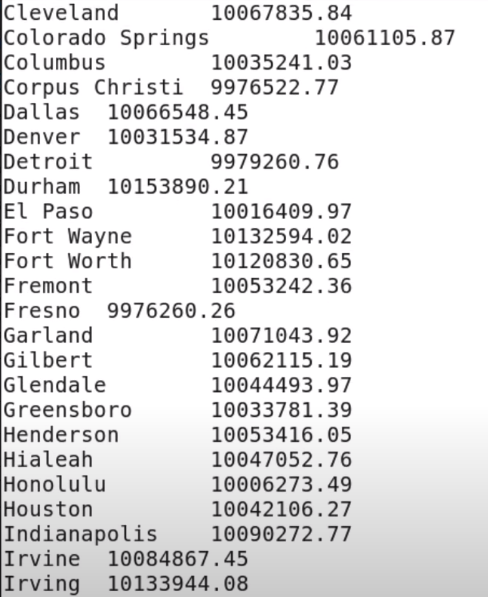 Cleveland	10067835.84
Colorado Springs	10061105.87
Columbus	10035241.03
Corpus Christi	9976522.77
Dallas	10066548.45
Denver	10031534.87
Detroit	9979260.76
Durham	10153890.21
El Paso	10016409.97
Fort Wayne	10132594.02
Fort Worth	10120830.65
Fremont	10053242.36
Fresno	9976260.26
Garland	10071043.92
Gilbert	10062115.19
Glendale	10044493.97
Greensboro	10033781.39
Henderson	10053416.05
Hialeah	10047052.76
Honolulu	10006273.49
Houston	10042106.27
Indianapolis	10090272.77
Irvine	10084867.45
Irving	10133944.08